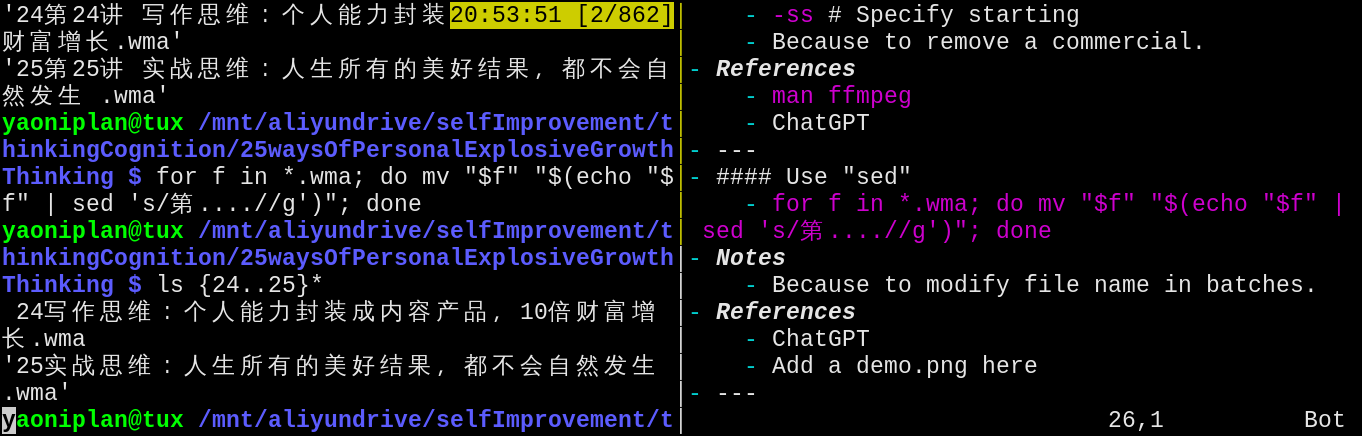 '24第24讲 写作思维：个人能力封装20:53:51 [2/862]
财富增长.wma'
'25第25讲 实战思维：人生所有的美好结果，都不会自
然发生 .wma'
yaoniplan@tux /mnt/aliyundrive/selfImprovement/t
hinkingCognition/25waysOfPersonalExplosiveGrowth
Thinking $ for f in *.wma; do mv "$f" "$(echo "$
f" | sed 's/第....//g')"; done
yaoniplan@tux /mnt/aliyundrive/selfImprovement/t
hinkingCognition/25waysOfPersonalExplosiveGrowth
Thinking $ ls {24..25}*
 24写作思维：个人能力封装成内容产品，10倍财富增
长.wma
'25实战思维：人生所有的美好结果，都不会自然发生
.wma'
yaoniplan@tux /mnt/aliyundrive/selfImprovement/t
- -ss # Specify starting
- Because to remove a commercial.
- References
- man ffmpeg
- ChatGPT
- ---
- #### Use "sed"
- for f in *.wma; do mv "$f" "$(echo "$f" |
sed 's/第....//g')"; done
- Notes
- Because to modify file name in batches.
- References
- ChatGPT
- Add a demo.png here
- ---
26,1 Bot